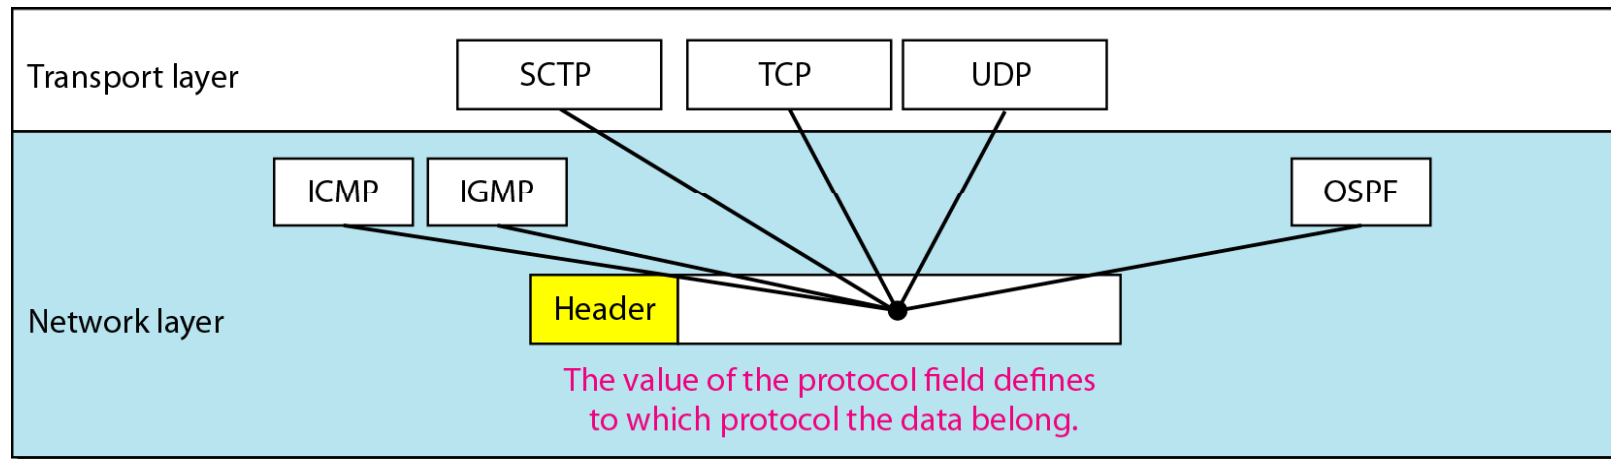 Transport layer
SCTP
TCP
UDP
ICMP
IGMP
OSPF
Network layer
Header
The value of the protocol field defines
to which protocol the data belong.